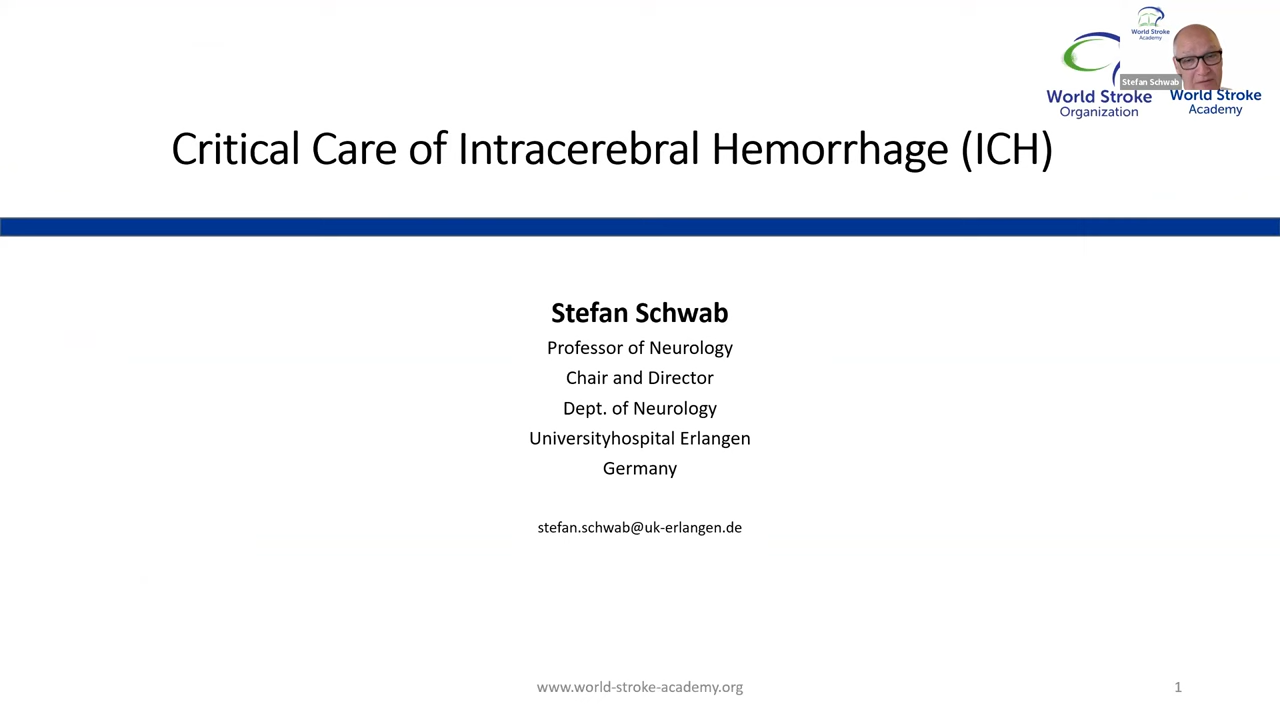 World Stroke
Academy
Stefan Schwab
World Stroke
Organization
World Stroke
Academy
Critical Care of Intracerebral Hemorrhage (ICH)
Stefan Schwab
Professor of Neurology
Chair and Director
Dept. of Neurology
Universityhospital Erlangen
Germany
stefan.schwab@uk-erlangen.de
www.world-stroke-academy.org
1